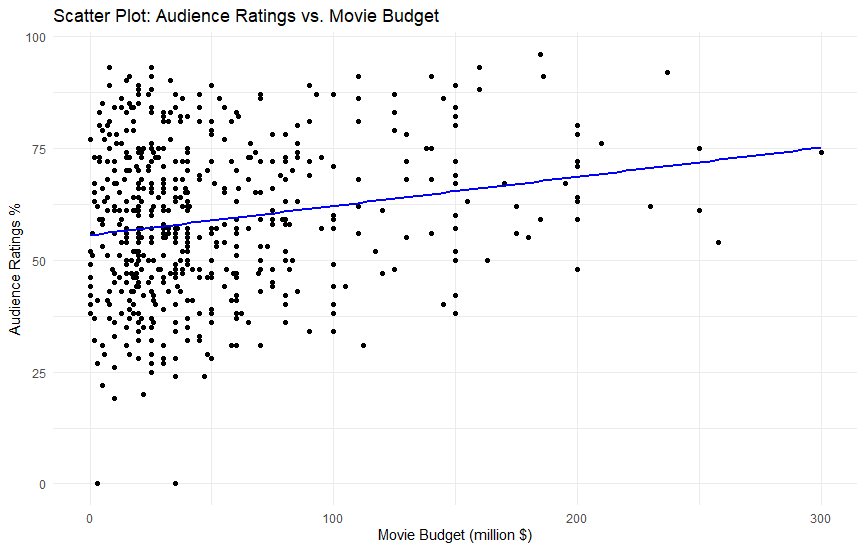 Scatter Plot: Audience Ratings vs. Movie Budget
100
75
50
25
0
Audience Ratings %
0 100 200 300
Movie Budget (million $)